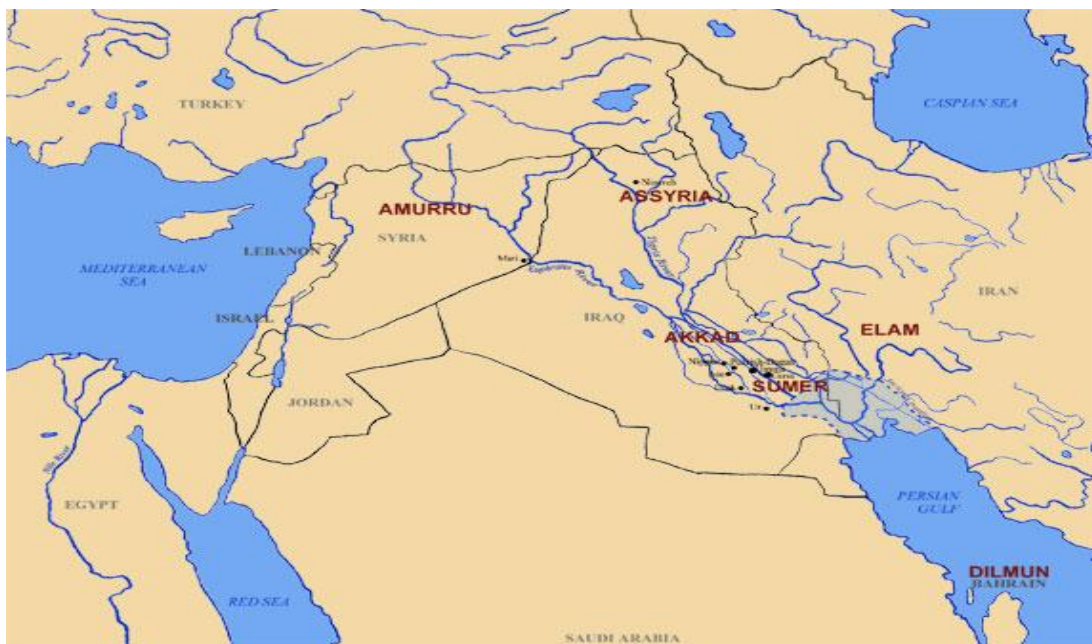 CASPIAN SEA
TURKEY
Nineveh
ASSYRIA
AMURRU
SYRIA
LEBANON
Mari
Euphrates River
Tigris River
MEDITERRANEAN
SEA
IRAN
ISRAEL
IRAQ
AKKAD
ELAM
SUMER
JORDAN
Ur
Nile River
EGYPT
PERSIAN
GULF
DILMUN
BAHRAIN
RED SEA
SAUDI ARABIA